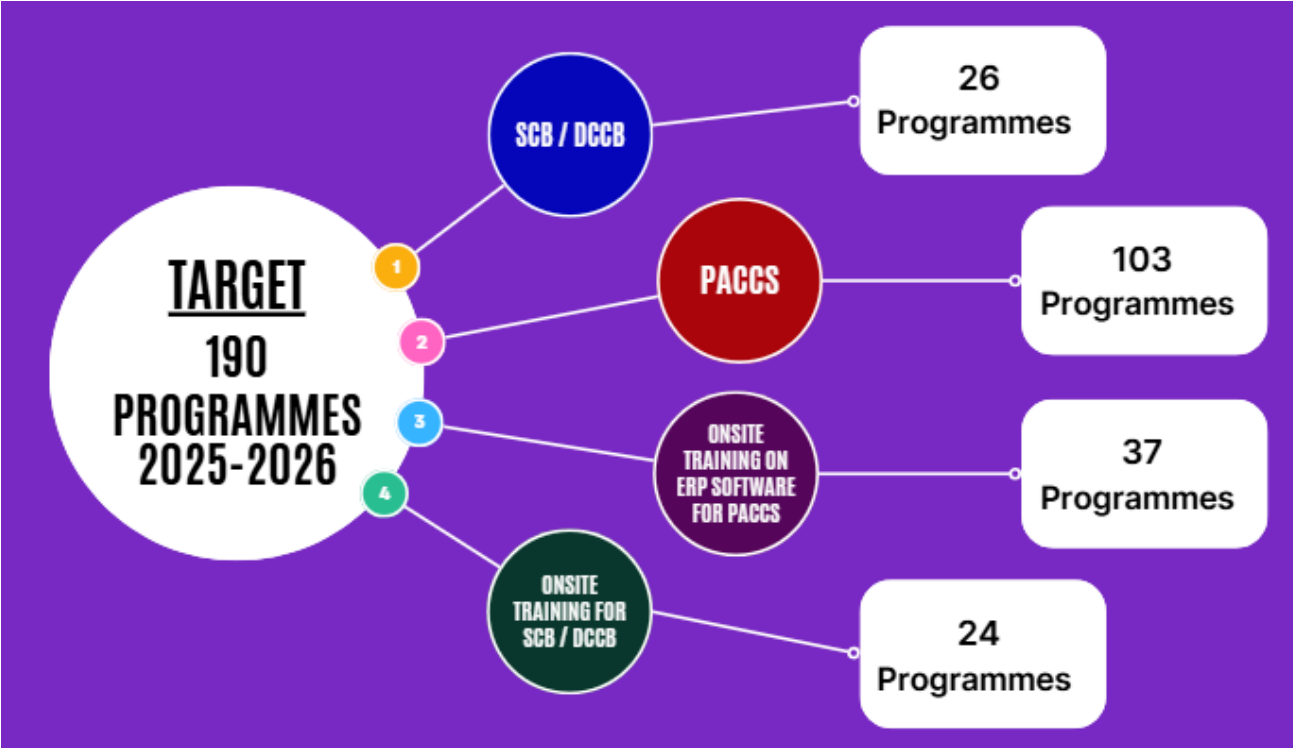 TARGET
190
PROGRAMMES
2025-2026
1
SCB / DCCB
26
Programmes
2
PACCS
103
Programmes
3
ONSITE
TRAINING ON
ERP SOFTWARE
FOR PACCS
37
Programmes
4
ONSITE
TRAINING FOR
SCB / DCCB
24
Programmes